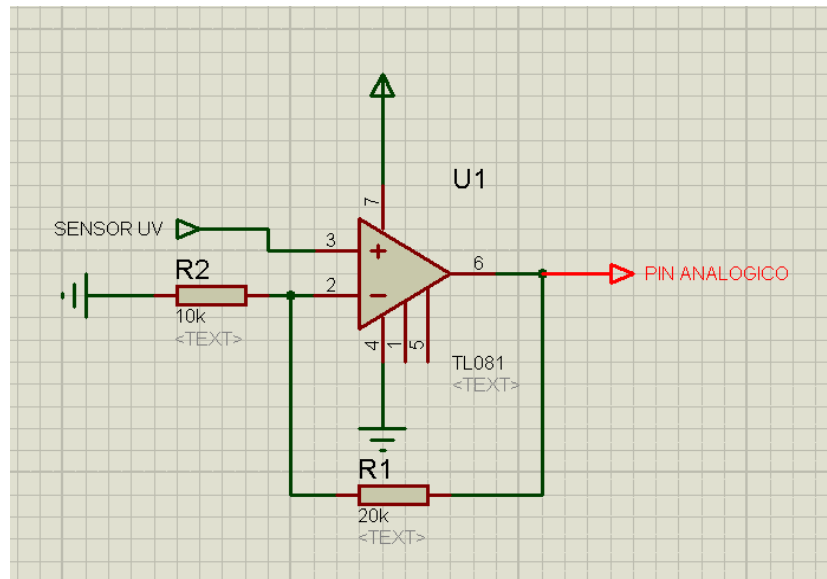 U1
7
SENSOR UV
3
+
6
PIN ANALOGICO
R2
2
-
10k
<TEXT>
4
1
5
TL081
<TEXT>
R1
20k
<TEXT>